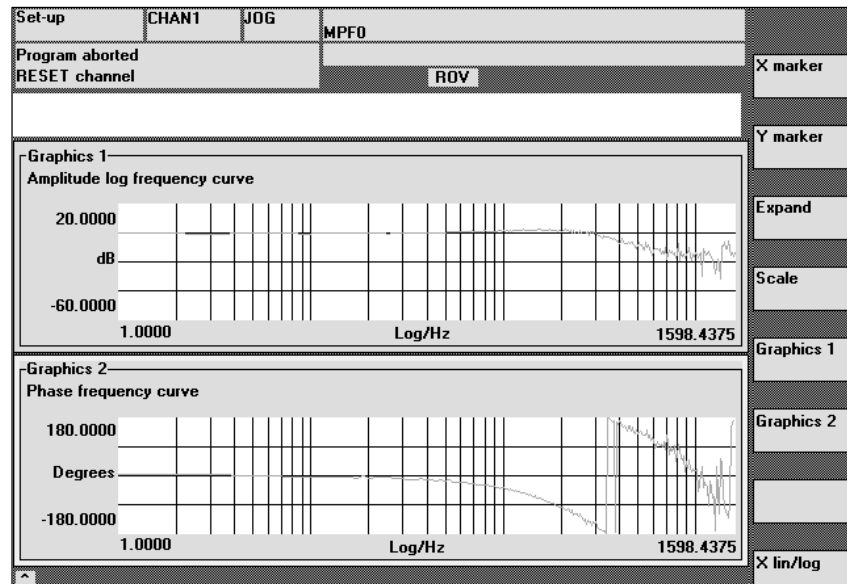 Set-up CHAN1 JOG MPF0
Program aborted
RESET channel
ROV
Graphics 1
Amplitude log frequency curve
20.0000
dB
-60.0000
1.0000 Log/Hz 1598.4375
Graphics 2
Phase frequency curve
180.0000
Degrees
-180.0000
1.0000 Log/Hz 1598.4375
^
X marker
Y marker
Expand
Scale
Graphics 1
Graphics 2
X lin/log